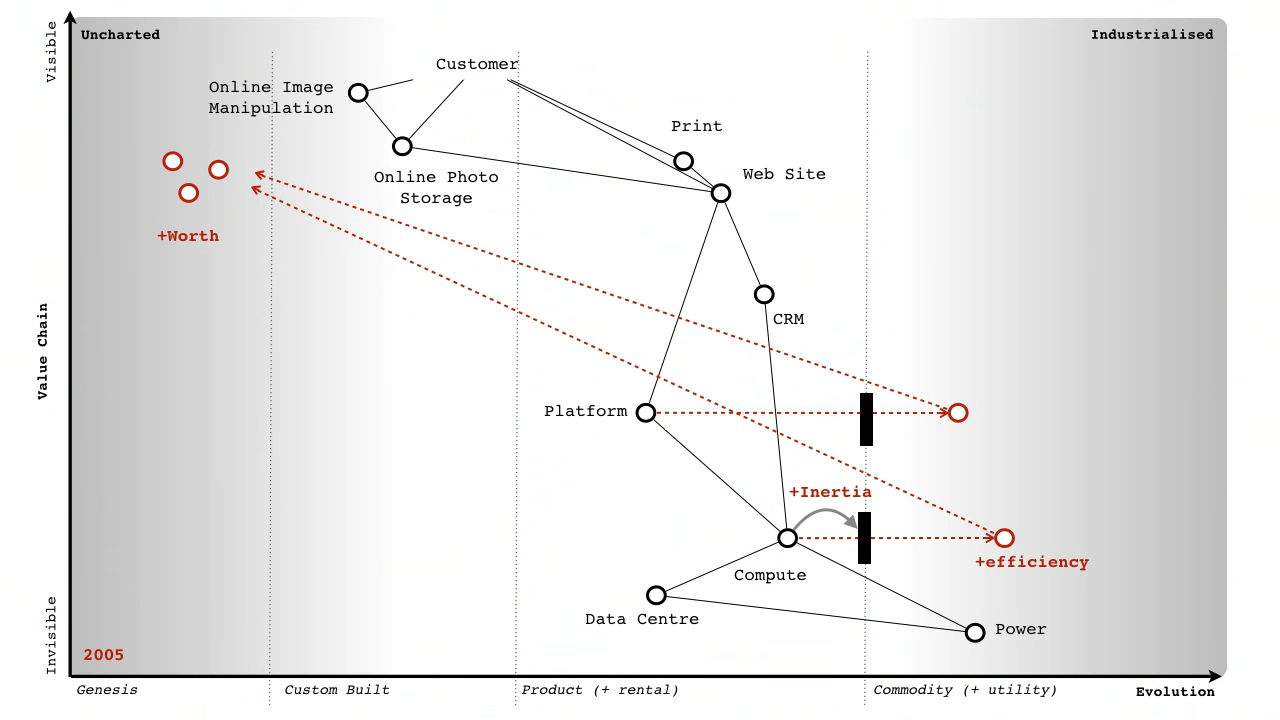 Visible
Uncharted
Industrialised
Customer
Online Image
Manipulation
Print
Online Photo
Storage
Web Site
+Worth
CRM
Value Chain
Platform
+Inertia
+efficiency
Compute
Data Centre
Power
Invisible
2005
Genesis
Custom Built
Product (+ rental)
Commodity (+ utility)
Evolution